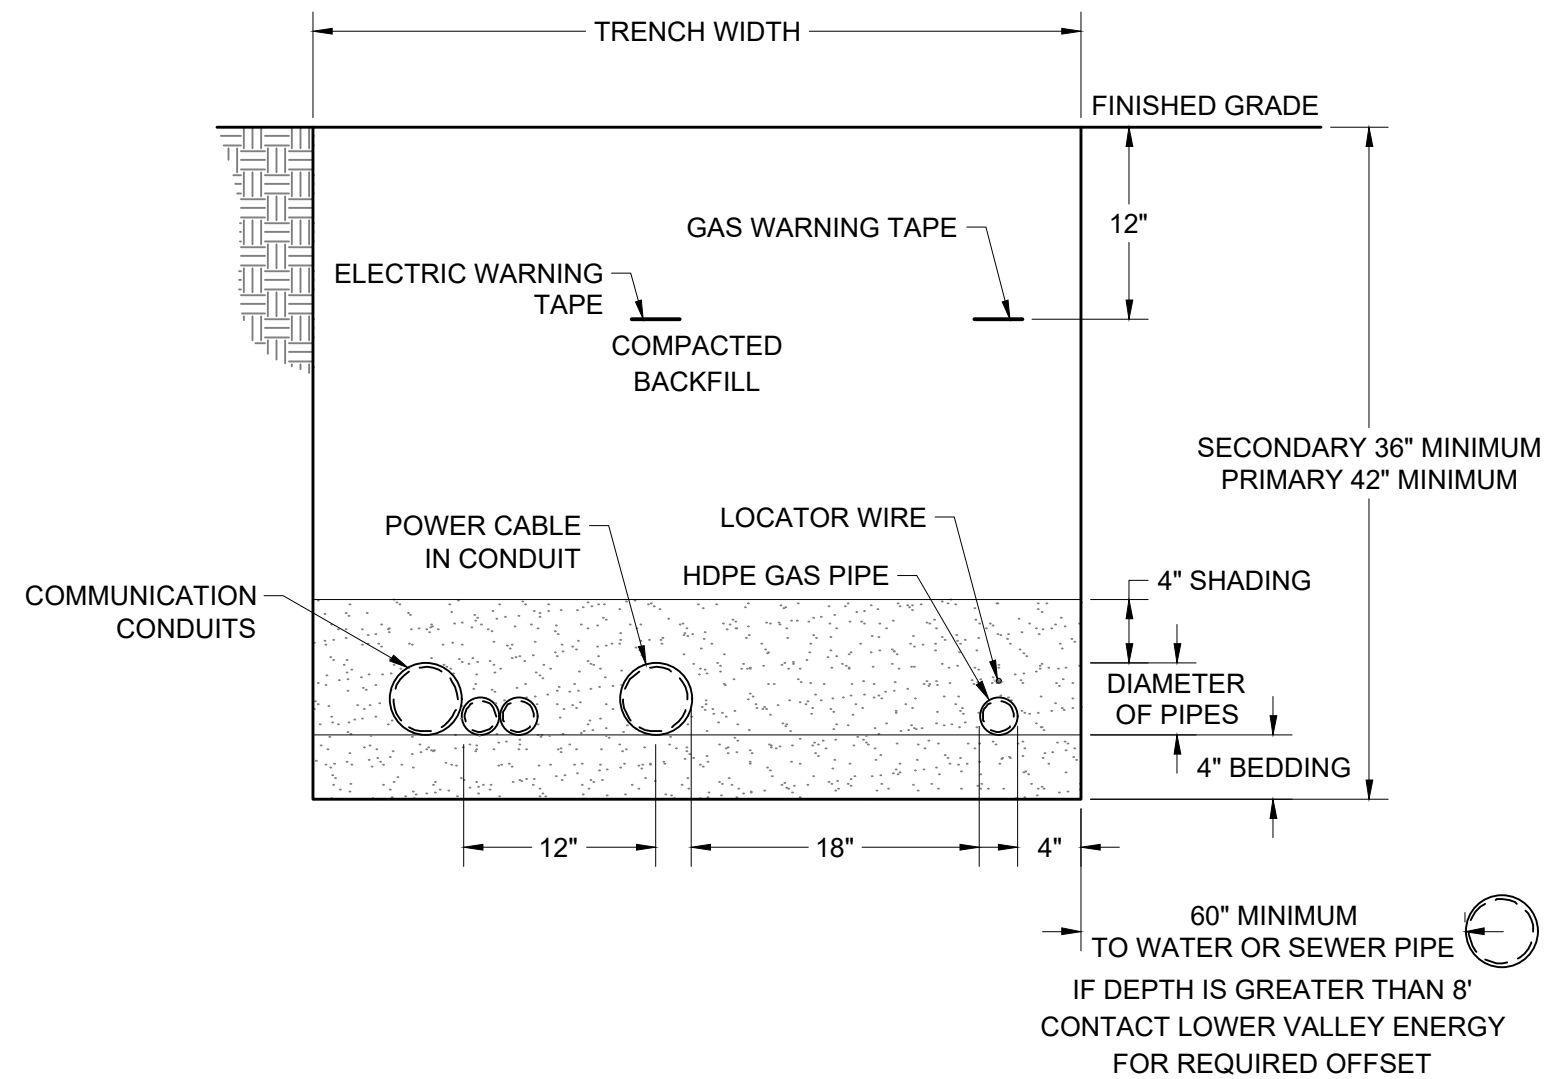 TRENCH WIDTH
FINISHED GRADE
12"
GAS WARNING TAPE
ELECTRIC WARNING
TAPE
COMPACTED
BACKFILL
SECONDARY 36" MINIMUM
PRIMARY 42" MINIMUM
POWER CABLE
IN CONDUIT
LOCATOR WIRE
HDPE GAS PIPE
4" SHADING
COMMUNICATION
CONDUITS
DIAMETER
OF PIPES
4" BEDDING
12"
18"
4"
60" MINIMUM
TO WATER OR SEWER PIPE
IF DEPTH IS GREATER THAN 8'
CONTACT LOWER VALLEY ENERGY
FOR REQUIRED OFFSET